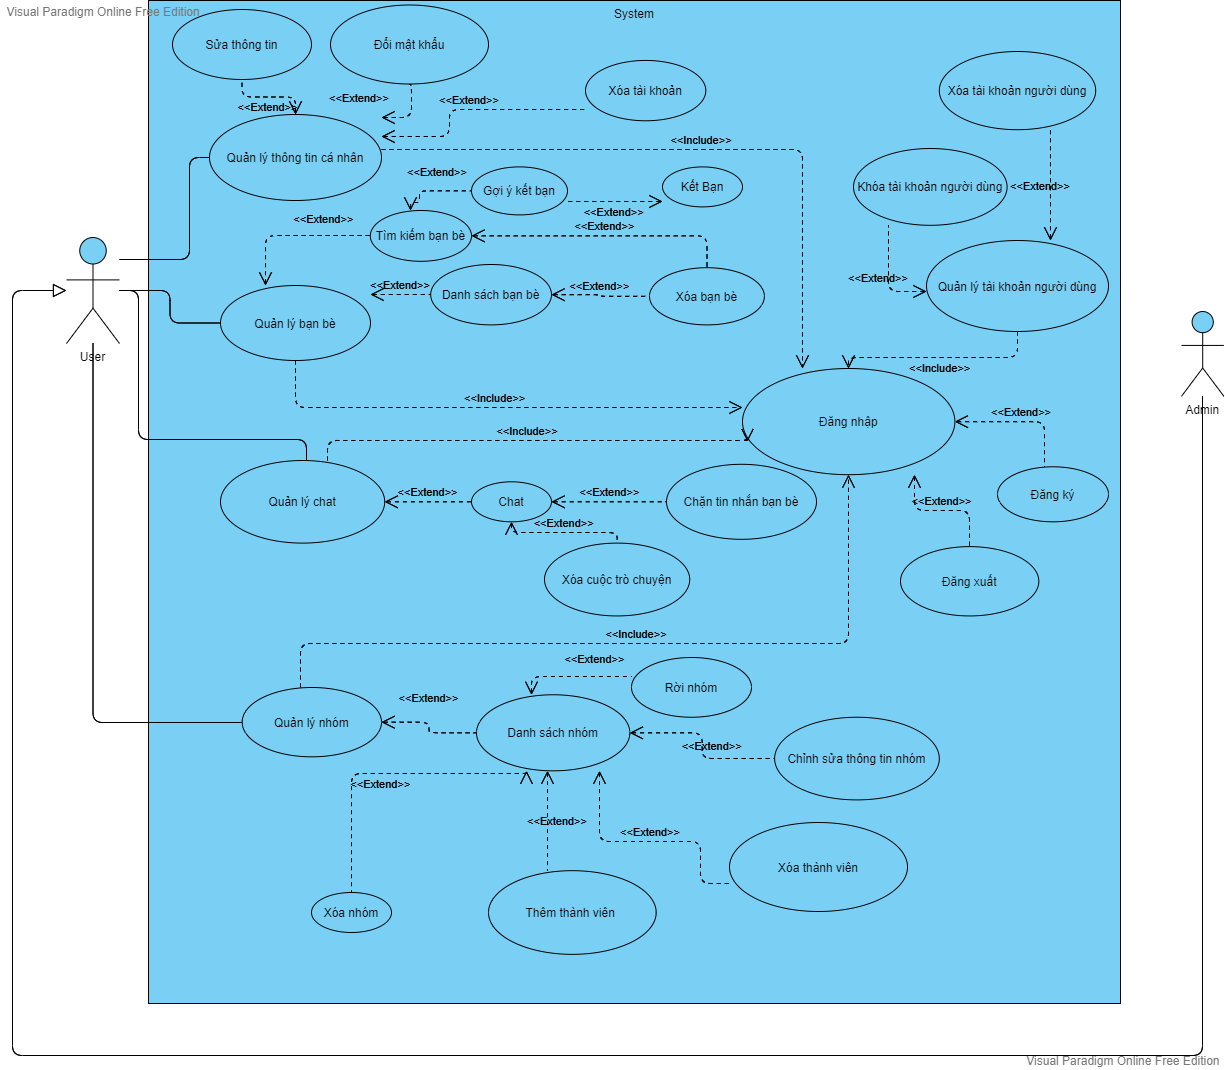 Visual Paradigm Online Free Edition
System
Sửa thông tin
Đổi mật khẩu
Xóa tài khoản
Xóa tài khoản người dùng
<<Extend>>
<<Extend>>
<<Extend>>
<<Include>>
Quản lý thông tin cá nhân
<<Extend>>
Gợi ý kết bạn
Kết Bạn
Khóa tài khoản người dùng
<<Extend>>
<<Extend>>
<<Extend>>
<<Extend>>
Tìm kiếm bạn bè
<<Extend>>
<<Extend>>
<<Extend>>
Danh sách bạn bè
Xóa bạn bè
Quản lý tài khoản người dùng
Quản lý bạn bè
User
<<Include>>
<<Include>>
Admin
<<Extend>>
Đăng nhập
<<Include>>
<<Extend>>
<<Extend>>
Đăng ký
Quản lý chat
Chat
Chặn tin nhắn bạn bè
<<Extend>>
<<Extend>>
Xóa cuộc trò chuyện
Đăng xuất
<<Include>>
<<Extend>>
Rời nhóm
<<Extend>>
Quản lý nhóm
Danh sách nhóm
<<Extend>>
Chỉnh sửa thông tin nhóm
<<Extend>>
<<Extend>>
<<Extend>>
Xóa thành viên
Xóa nhóm
Thêm thành viên
Visual Paradigm Online Free Edition